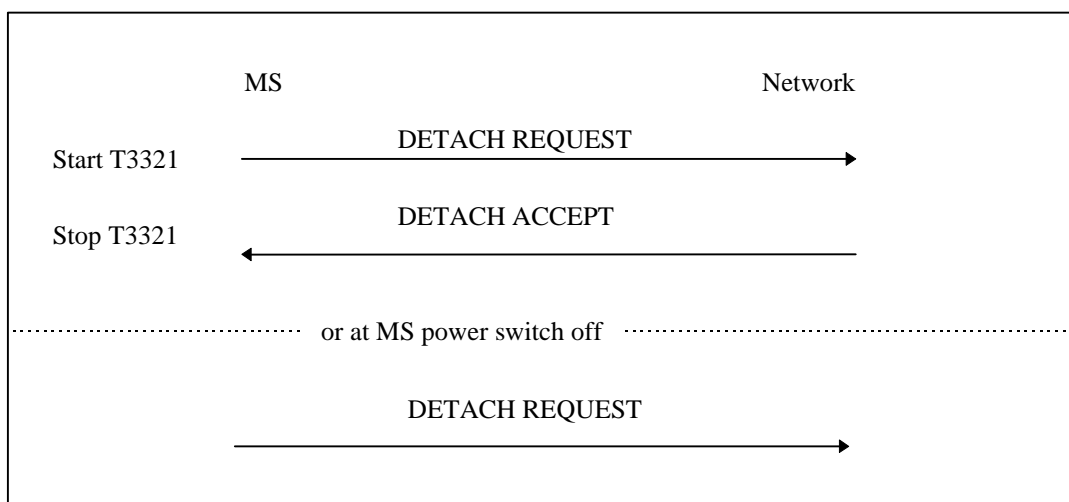 MS Network
Start T3321 DETACH REQUEST
Stop T3321 DETACH ACCEPT
or at MS power switch off
DETACH REQUEST